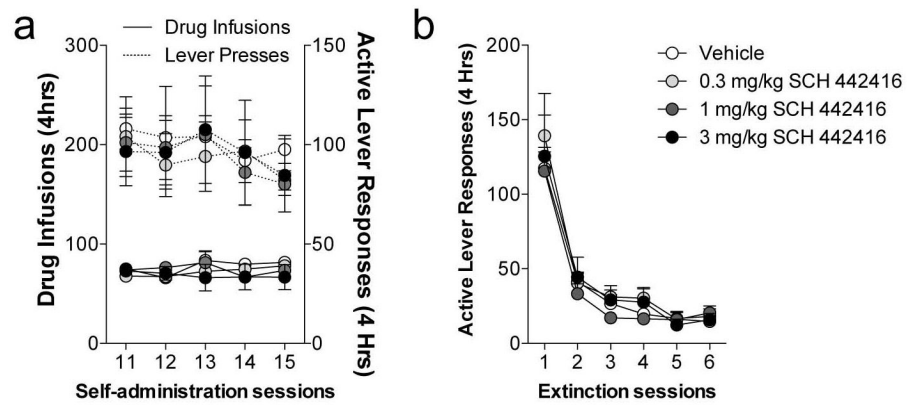 a
Drug Infusions
Lever Presses
300
200
100
0
Drug Infusions (4hrs)
150
100
50
0
Active Lever Responses (4 Hrs)
11 12 13 14 15
Self-administration sessions
b
200
150
100
50
0
Active Lever Responses (4 Hrs)
1 2 3 4 5 6
Extinction sessions
Vehicle
0.3 mg/kg SCH 442416
1 mg/kg SCH 442416
3 mg/kg SCH 442416